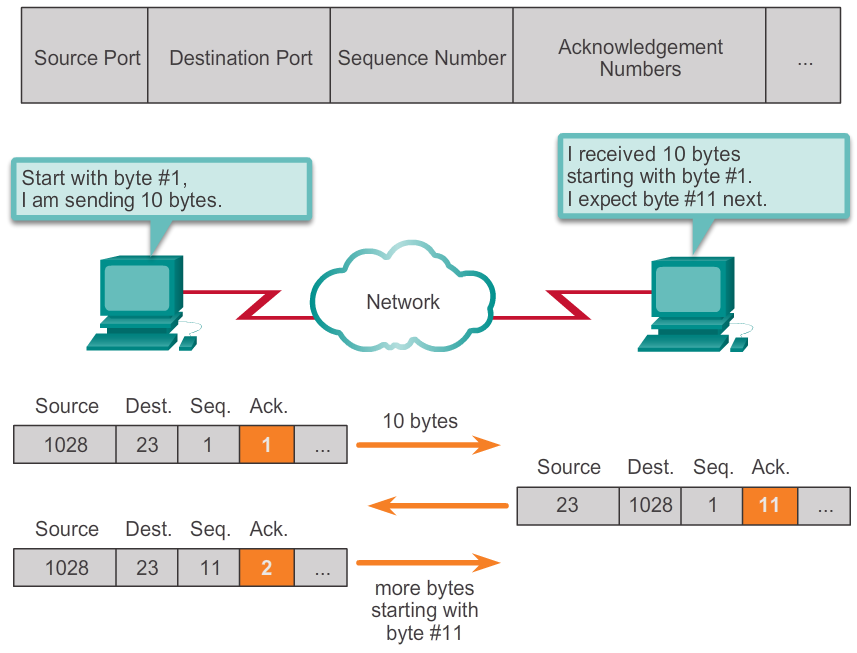 Source Port
Destination Port
Sequence Number
Acknowledgement
Numbers
...
Start with byte #1,
I am sending 10 bytes.
I received 10 bytes
starting with byte #1.
I expect byte #11 next.
Network
Source Dest. Seq. Ack.
1028 23 1 1 ...
10 bytes
Source Dest. Seq. Ack.
23 1028 1 11 ...
Source Dest. Seq. Ack.
1028 23 11 2 ...
more bytes
starting with
byte #11